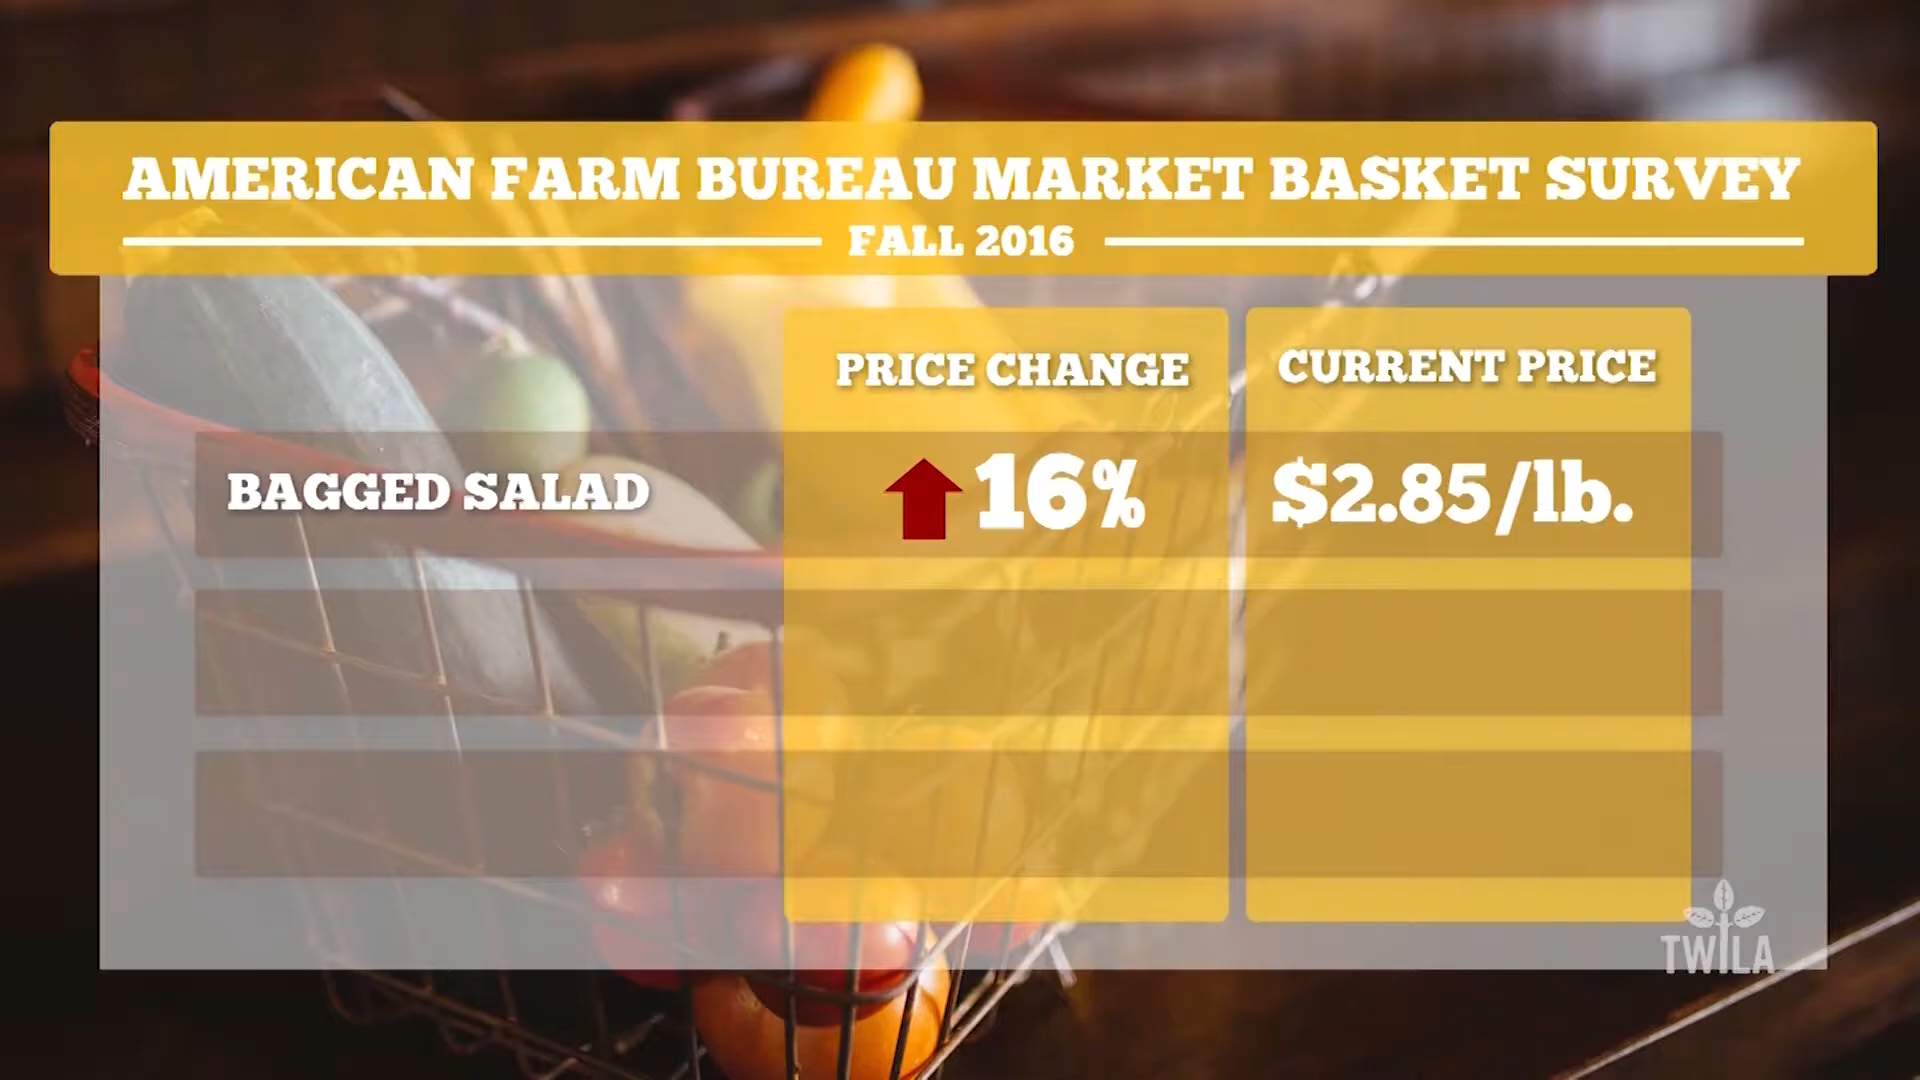 AMERICAN FARM BUREAU MARKET BASKET SURVEY
FALL 2016
PRICE CHANGE
CURRENT PRICE
BAGGED SALAD
16%
$2.85/lb.
TWILA